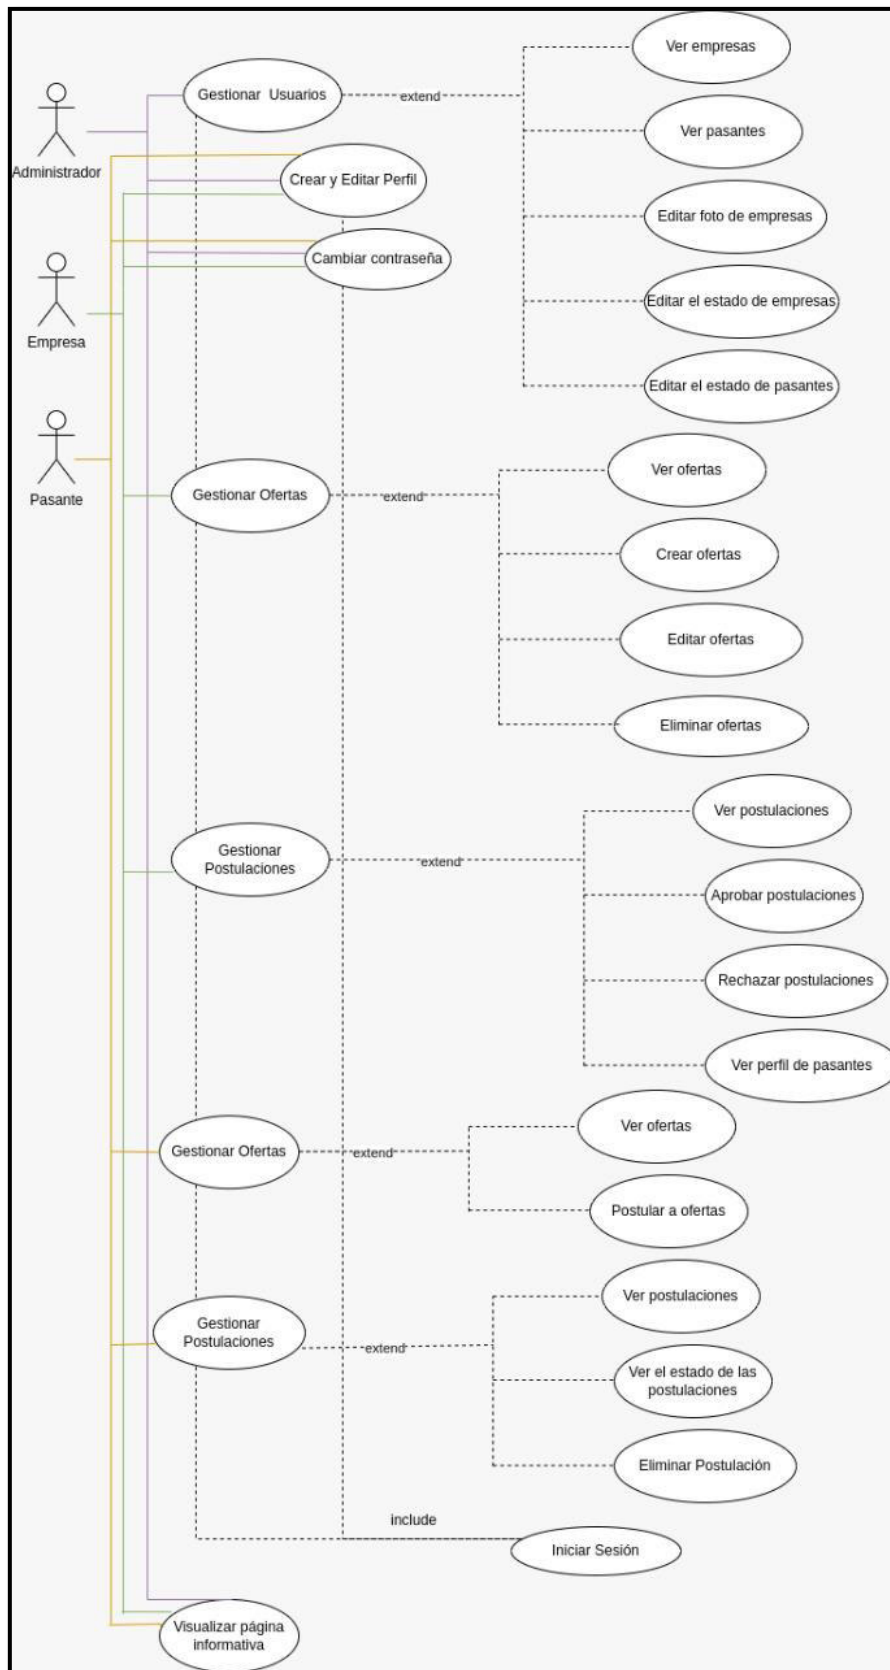 Ver empresas
Gestionar Usuarios
extend
Ver pasantes
Administrador
Crear y Editar Perfil
Editar foto de empresas
Cambiar contraseña
Editar el estado de empresas
Empresa
Editar el estado de pasantes
Ver ofertas
Pasante
Gestionar Ofertas
extend
Crear ofertas
Editar ofertas
Eliminar ofertas
Ver postulaciones
Gestionar
Postulaciones
extend
Aprobar postulaciones
Rechazar postulaciones
Ver perfil de pasantes
Ver ofertas
Gestionar Ofertas
extend
Postular a ofertas
Ver postulaciones
Gestionar
Postulaciones
extend
Ver el estado de las
postulaciones
Eliminar Postulación
include
Iniciar Sesión
Visualizar página
informativa